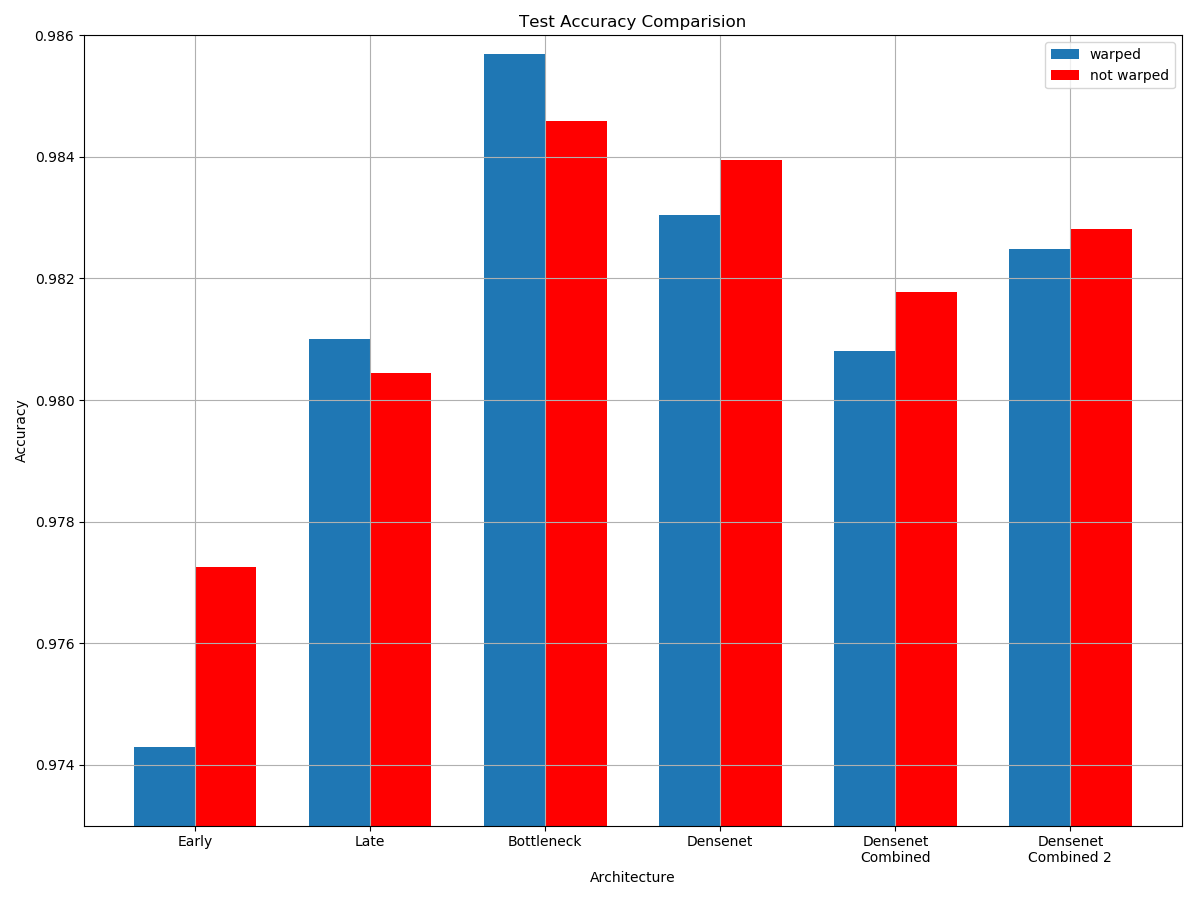 Test Accuracy Comparision
0.986
0.984
0.982
0.980
0.978
0.976
0.974
Accuracy
warped
not warped
Early
Late
Bottleneck
Densenet
Densenet
Combined
Densenet
Combined 2
Architecture